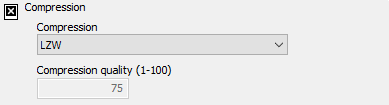 Compression
Compression
LZW
Compression quality (1-100)
75